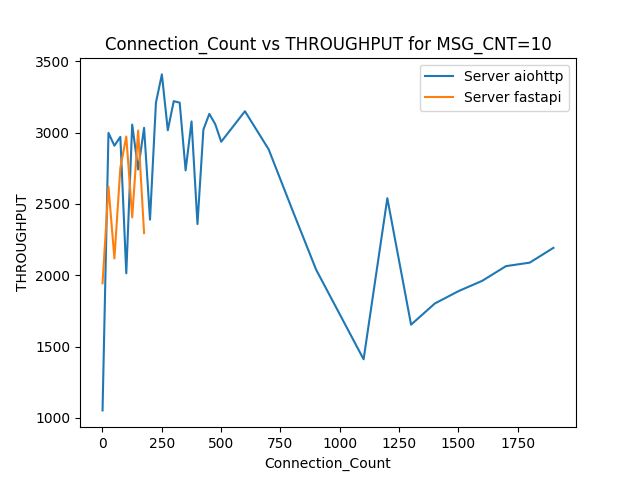 Connection_Count vs THROUGHPUT for MSG_CNT=10
Server aiohttp
Server fastapi
THROUGHPUT
3500
3000
2500
2000
1500
1000
0 250 500 750 1000 1250 1500 1750
Connection_Count